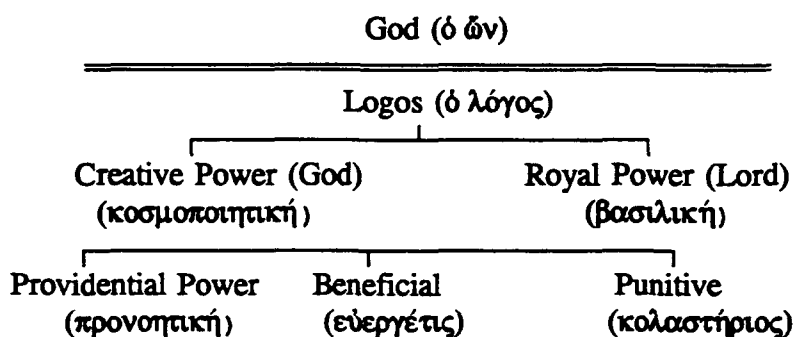 God (ὁ ὤν)
Logos (ὁ λόγος)
Creative Power (God) Royal Power (Lord)
(κοσμοποιητική) (βασιλική)
Providential Power Beneficial Punitive
(προνοητική) (εὐεργέτις) (κολαστήριος)